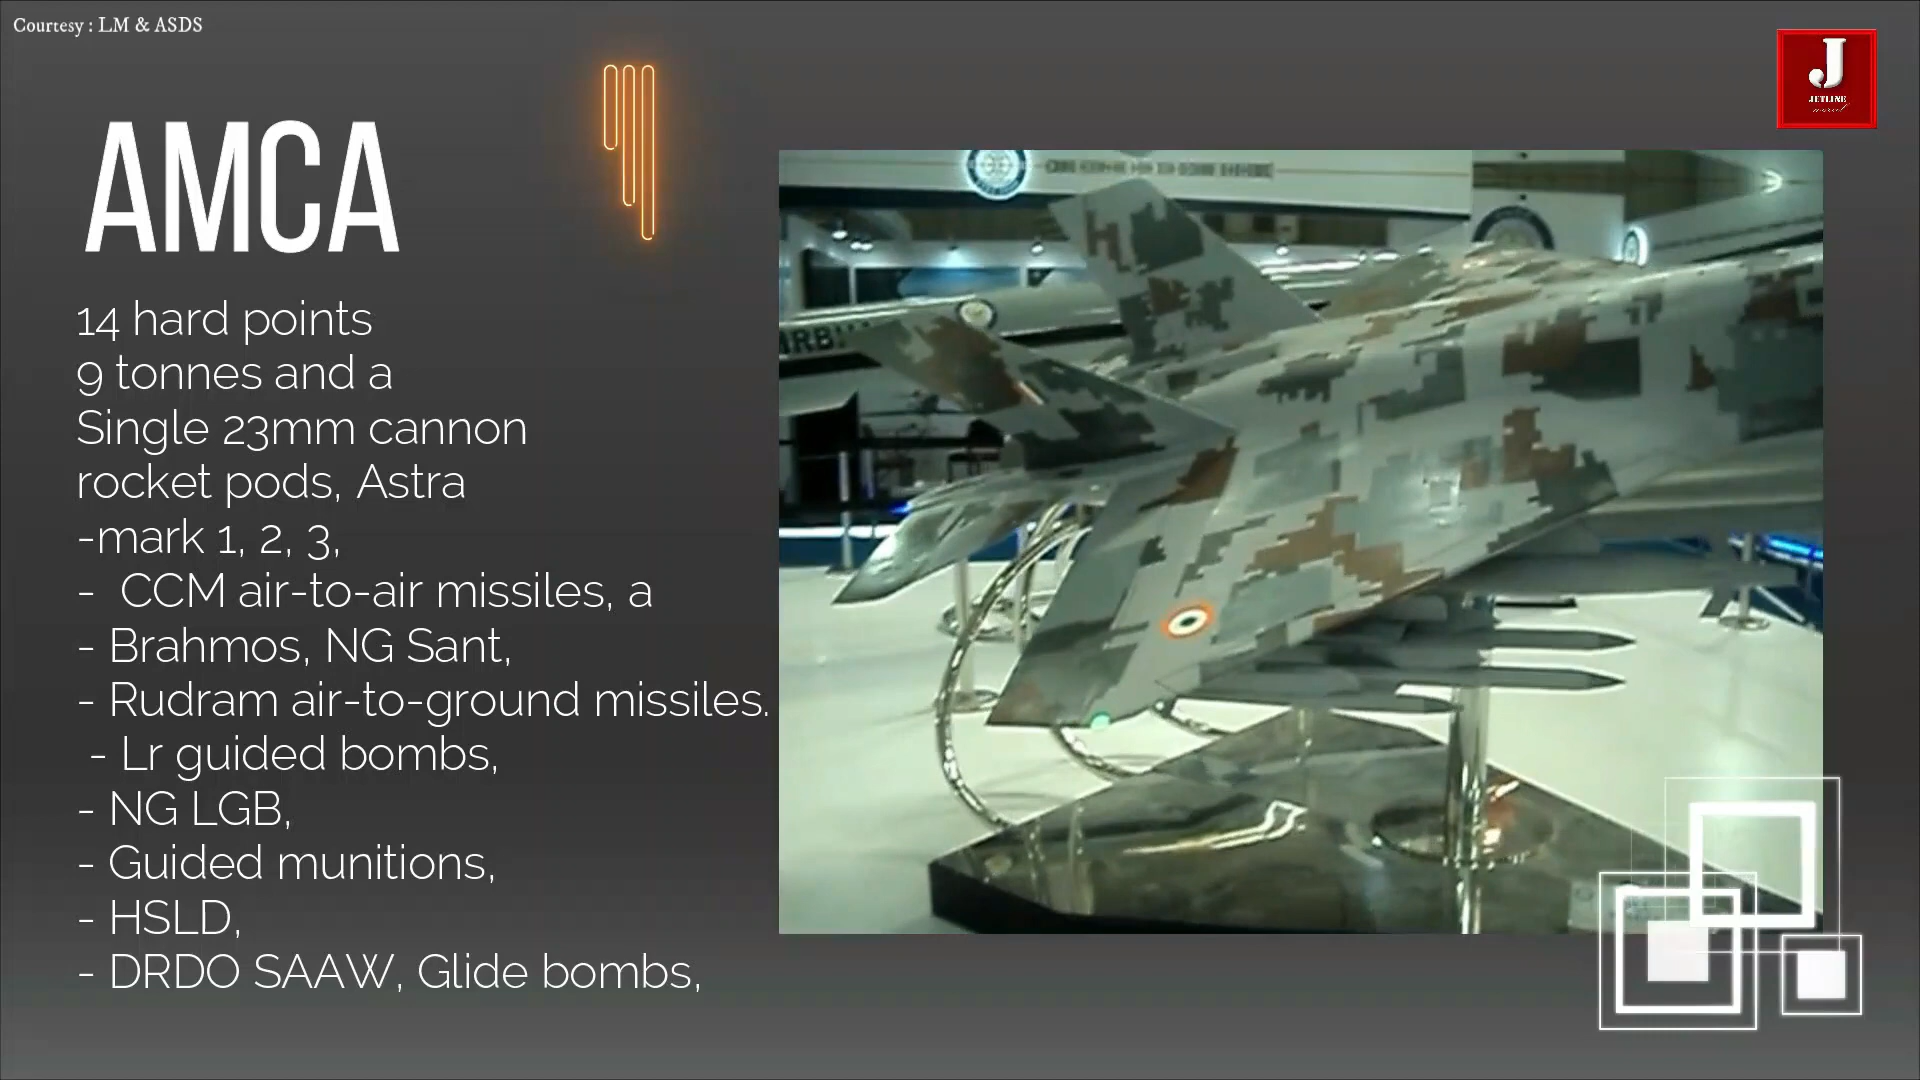 Courtesy : LM & ASDS
J
JETLINE
AMCA
14 hard points
9 tonnes and a
Single 23mm cannon
rocket pods, Astra
-mark 1, 2, 3,
- CCM air-to-air missiles, a
- Brahmos, NG Sant,
- Rudram air-to-ground missiles.
- Lr guided bombs,
- NG LGB,
- Guided munitions,
- HSLD,
- DRDO SAAW, Glide bombs,